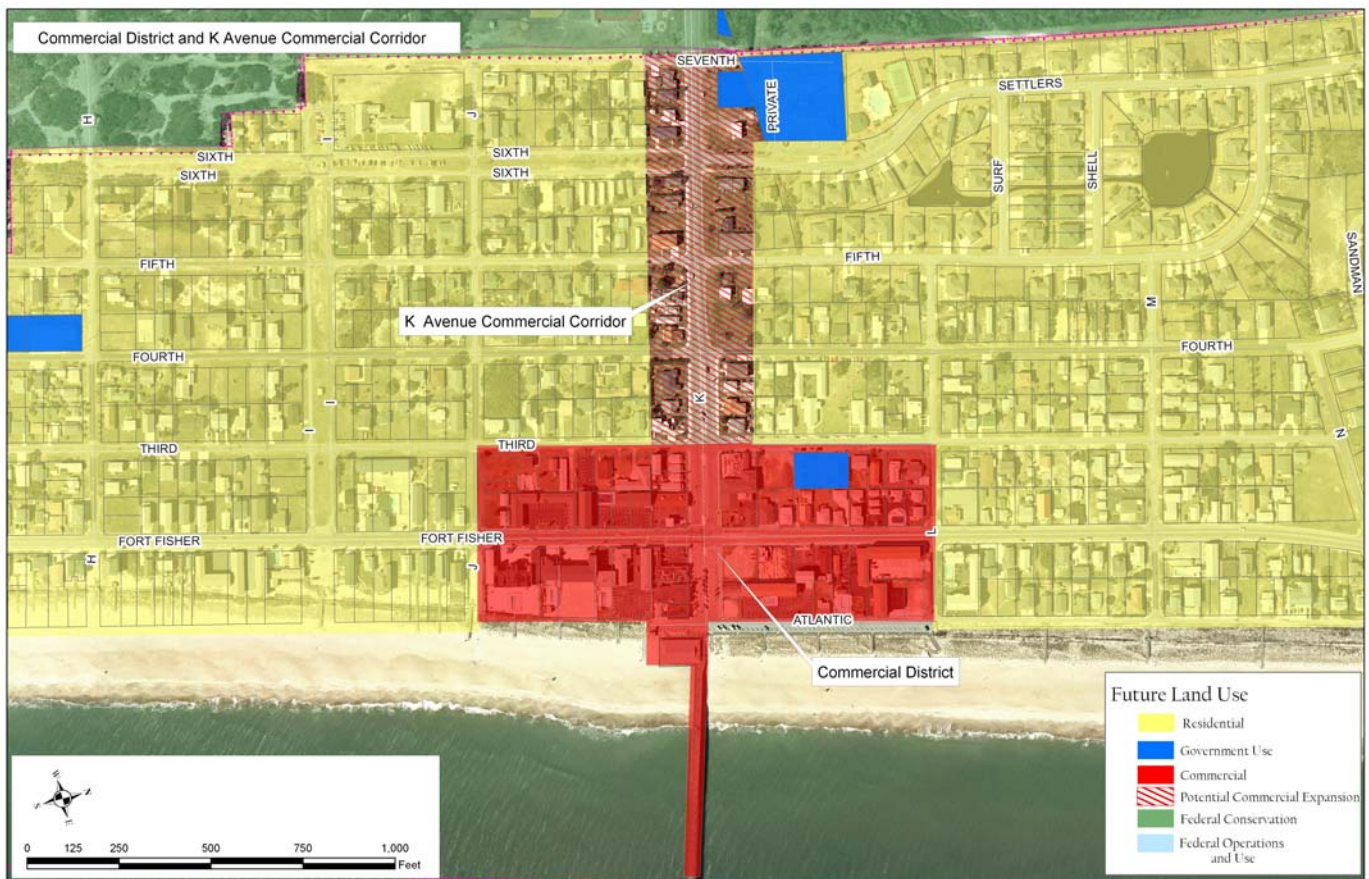 Commercial District and K Avenue Commercial Corridor
SEVENTH
PRIVATE
SETTLERS
H
I
J
SIXTH
SIXTH
SIXTH
SIXTH
SURF
SHELL
SANDMAN
FIFTH
FIFTH
M
K Avenue Commercial Corridor
FOURTH
FOURTH
K
I
I
N
THIRD
THIRD
FORT FISHER
FORT FISHER
L
H
J
ATLANTIC
Commercial District
Future Land Use
Residential
Government Use
Commercial
Potential Commercial Expansion
Federal Conservation
Federal Operations
and Use
W
N
S
E
0 125 250 500 750 1,000
Feet